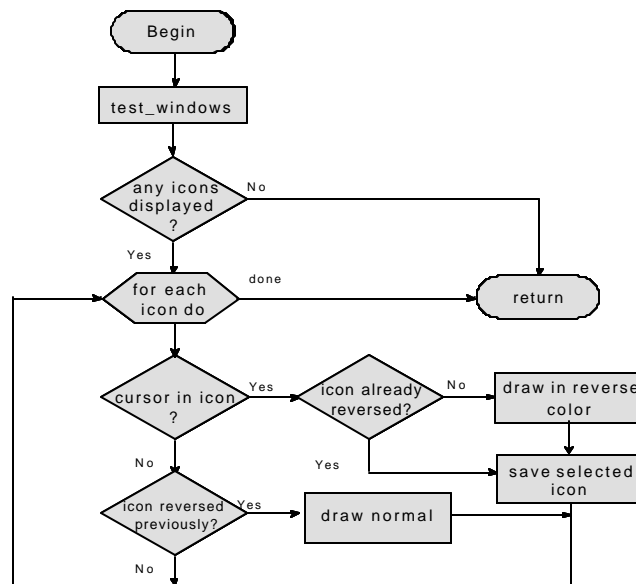 Begin
test_windows
any icons
displayed
?
No
Yes
for each
icon do
done
return
cursor in icon
?
Yes
icon already
reversed?
No
draw in reverse
color
Yes
save selected
icon
No
icon reversed
previously?
Yes
draw normal
No